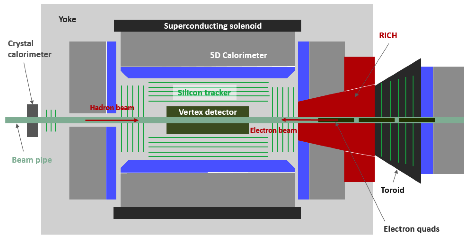 Yoke
Superconducting solenoid
Crystal
calorimeter
5D Calorimeter
RICH
Silicon tracker
Hadron beam
Vertex detector
Electron beam
Beam pipe
Toroid
Electron quads